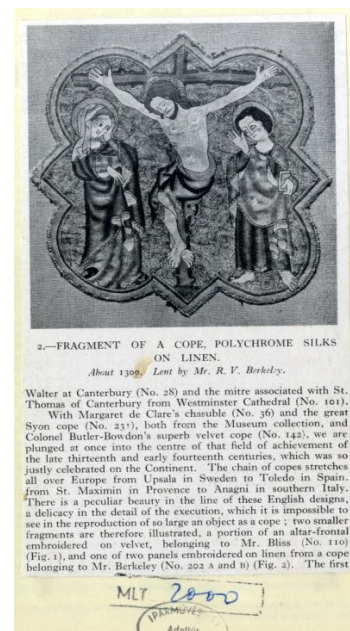 2.—FRAGMENT OF A COPE, POLYCHROME SILKS
ON LINEN.
About 1300. Lent by Mr. R. V. Berkeley.
Walter at Canterbury (No. 28) and the mitre associated with St.
Thomas of Canterbury from Westminster Cathedral (No. 101).
With Margaret de Clare's chasuble (No. 36) and the great
Syon cope (No. 231), both from the Museum collection, and
Colonel Butler-Bowdon's superb velvet cope (No. 142), we are
plunged at once into the centre of that field of achievement of
the late thirteenth and early fourteenth centuries, which was so
justly celebrated on the Continent. The chain of copes stretches
all over Europe from Upsala in Sweden to Toledo in Spain,
from St. Maximin in Provence to Anagni in southern Italy.
There is a peculiar beauty in the line of these English designs,
a delicacy in the detail of the execution, which it is impossible to
see in the reproduction of so large an object as a cope ; two smaller
fragments are therefore illustrated, a portion of an altar-frontal
embroidered on velvet, belonging to Mr. Bliss (No. 110)
(Fig. 1), and one of two panels embroidered on linen from a cope
belonging to Mr. Berkeley (No. 202 A and B) (Fig. 2). The first
MLT 2000
IPARMŰVÉ
Adattá